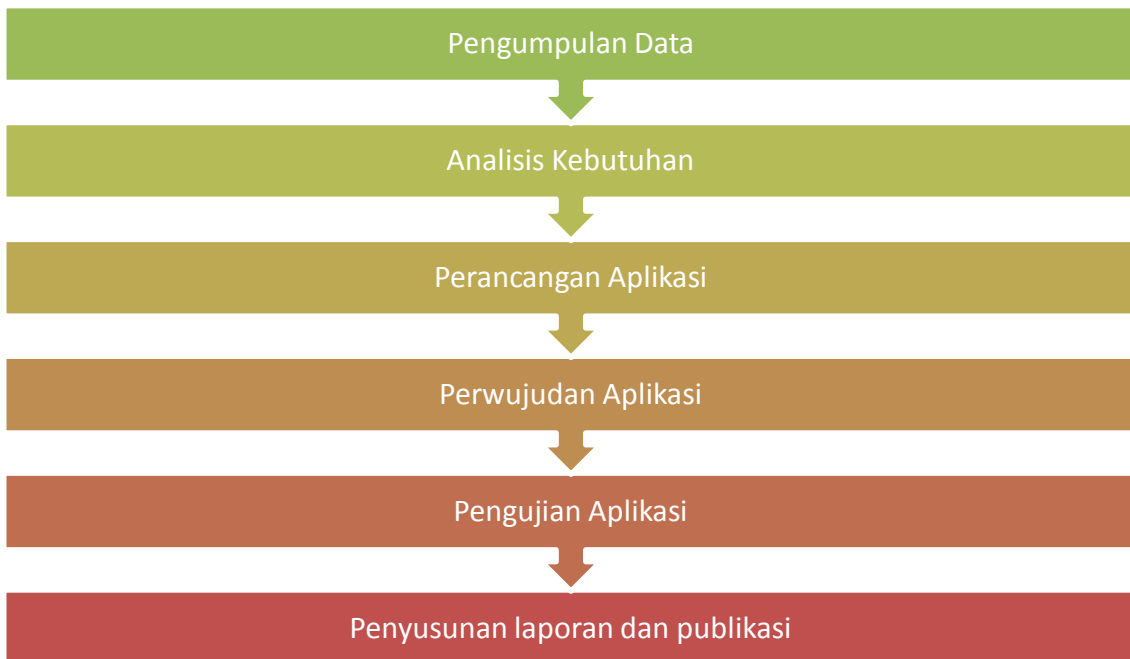 Pengumpulan Data
Analisis Kebutuhan
Perancangan Aplikasi
Perwujudan Aplikasi
Pengujian Aplikasi
Penyusunan laporan dan publikasi